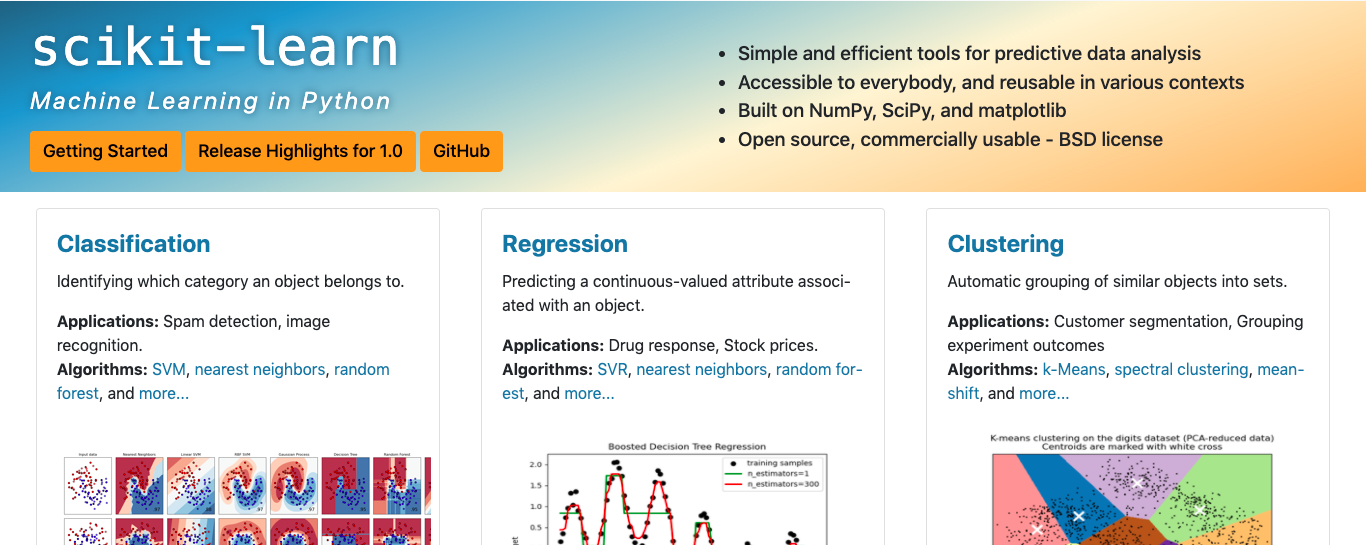 scikit-learn
Machine Learning in Python
Getting Started
Release Highlights for 1.0
GitHub
Simple and efficient tools for predictive data analysis
Accessible to everybody, and reusable in various contexts
Built on NumPy, SciPy, and matplotlib
Open source, commercially usable - BSD license
Classification
Identifying which category an object belongs to.
Applications: Spam detection, image
recognition.
Algorithms: SVM, nearest neighbors, random
forest, and more...
Input data
Nearest Neighbors
Linear SVM
RBF SVM
Gaussian Process
Decision Tree
Random Forest
Regression
Predicting a continuous-valued attribute associ-
ated with an object.
Applications: Drug response, Stock prices.
Algorithms: SVR, nearest neighbors, random for-
est, and more...
Boosted Decision Tree Regression
training samples
n_estimators=1
n_estimators=300
2.0
1.5
1.0
0.5
Clustering
Automatic grouping of similar objects into sets.
Applications: Customer segmentation, Grouping
experiment outcomes
Algorithms: k-Means, spectral clustering, mean-
shift, and more...
K-means clustering on the digits dataset (PCA-reduced data)
Centroids are marked with white cross